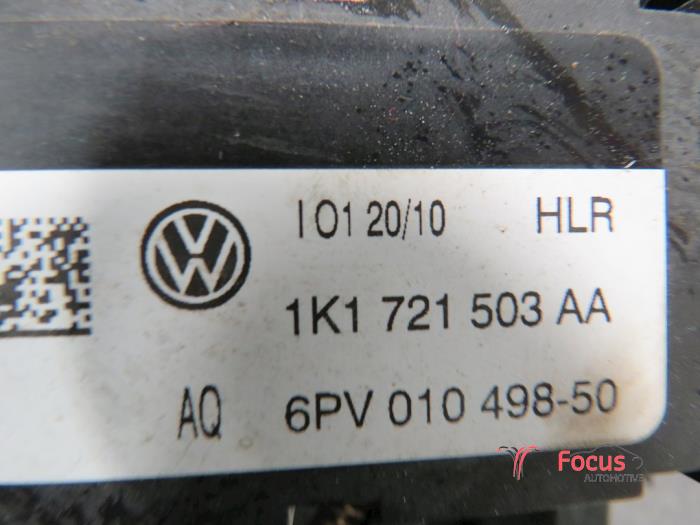 I O1 20/10 HLR
1K1 721 503 AA
AQ 6PV 010 498-50
Focus
AUTOMOTIVE